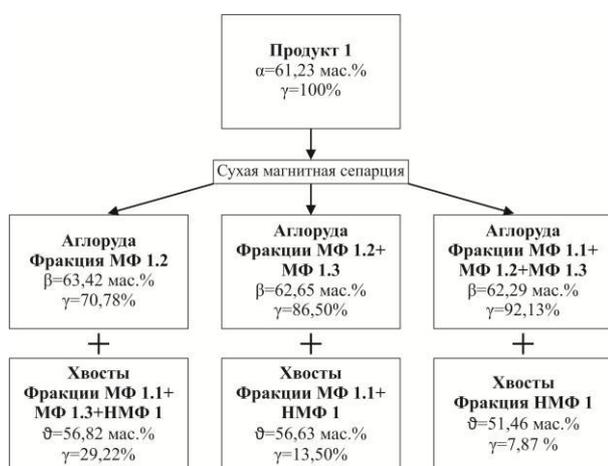 Продукт 1
α=61,23 мас.%
γ=100%
Сухая магнитная сепарция
Аглоруда
Фракция МФ 1.2
β=63,42 мас.%
γ=70,78%
Аглоруда
Фракции МФ 1.2+
МФ 1.3
β=62,65 мас.%
γ=86,50%
Аглоруда
Фракции МФ 1.1+
МФ 1.2+МФ 1.3
β=62,29 мас.%
γ=92,13%
+
+
+
Хвосты
Фракции МФ 1.1+
МФ 1.3+НМФ 1
ϑ=56,82 мас.%
γ=29,22%
Хвосты
Фракции МФ 1.1+
НМФ 1
ϑ=56,63 мас.%
γ=13,50%
Хвосты
Фракция НМФ 1
ϑ=51,46 мас.%
γ=7,87 %